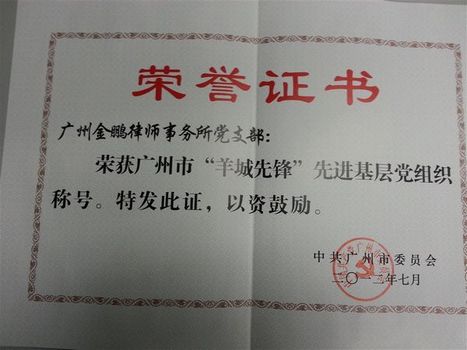 荣誉证书
广州金鹏律师事务所党支部：
荣获广州市“羊城先锋”先进基层党组织
称号。特发此证，以资鼓励。
中共广州市委员会
二〇一三年七月